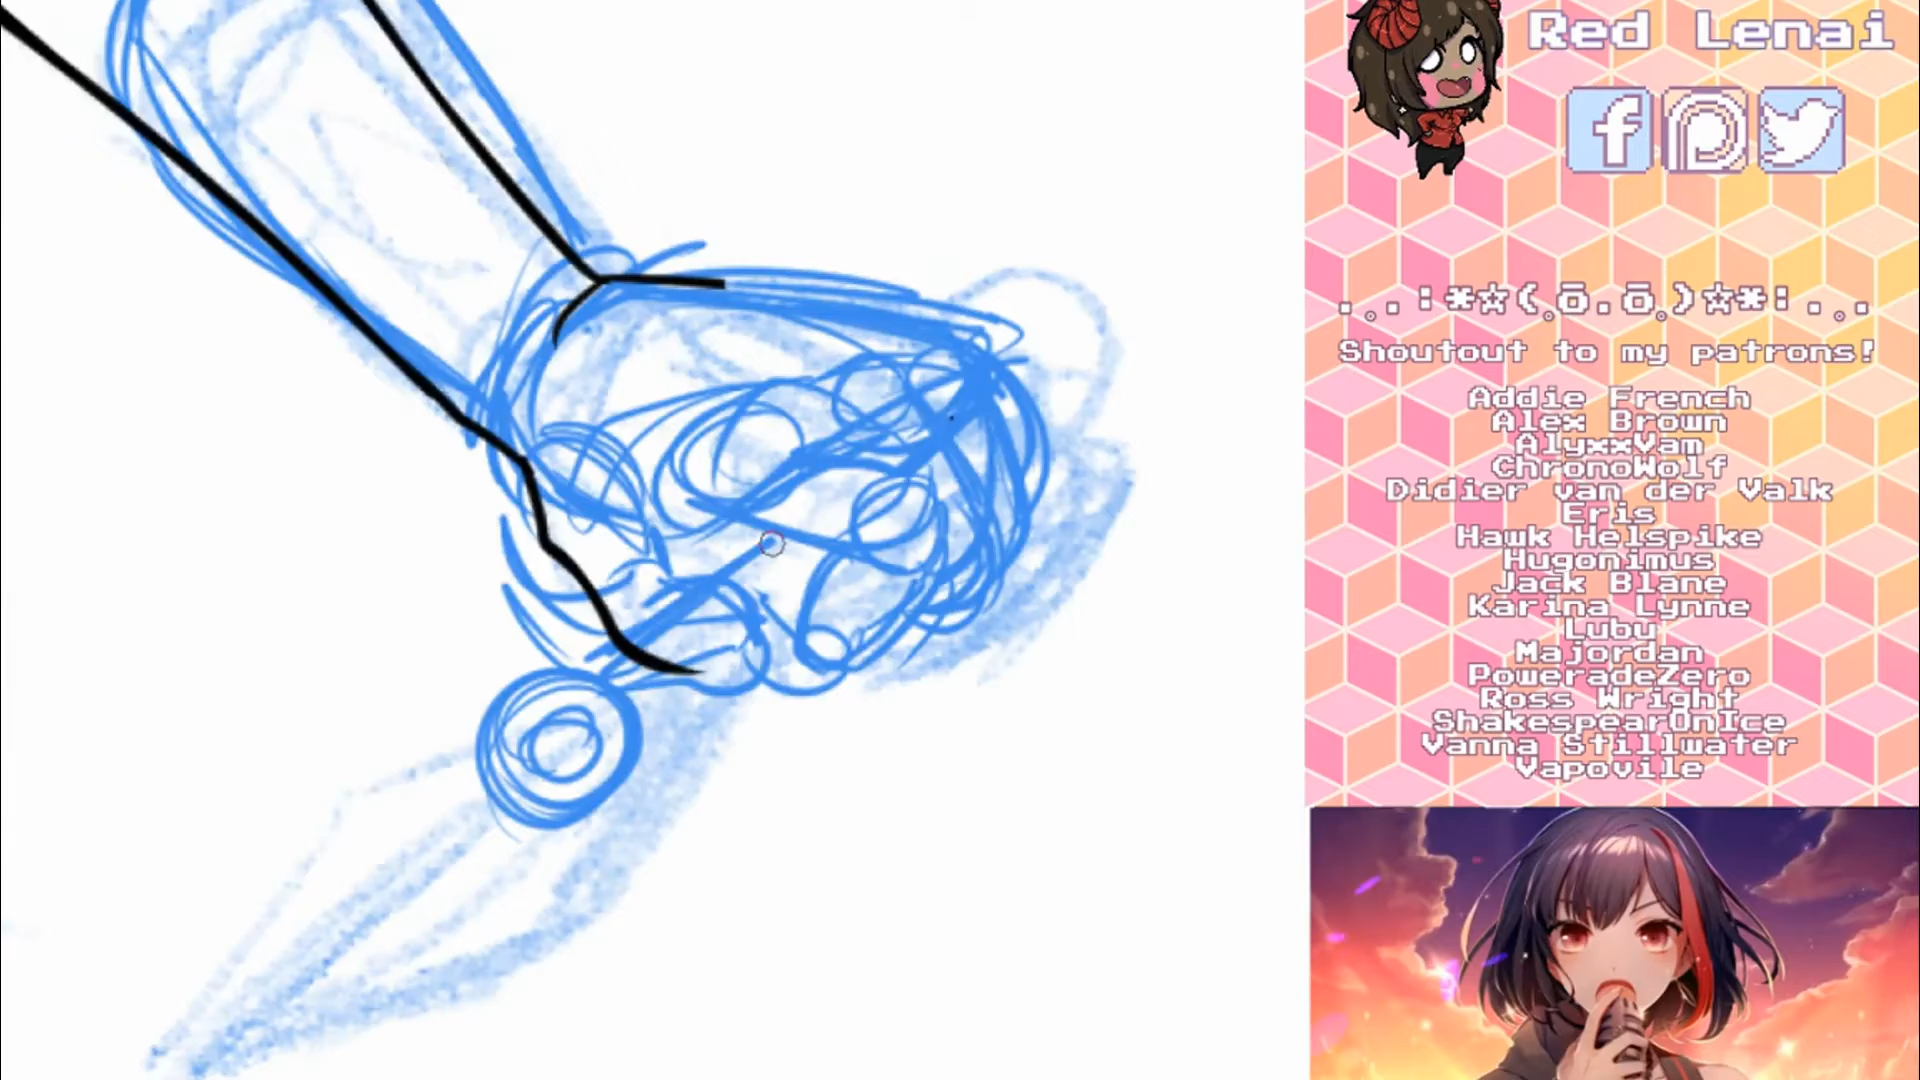 Red Lenai
. 。. : *☆( ̥ō.ō ̥)☆* : . 。.
Shoutout to my patrons!
Addie French
Alex Brown
AlyxxVam
ChronoWolf
Didier van der Valk
Eris
Hawk Helspike
Hugonimus
Jack Blane
Karina Lynne
Luby
Majordan
PoweradeZero
Ross Wright
ShakespearOnIce
Vanna Stillwater
Vapovile